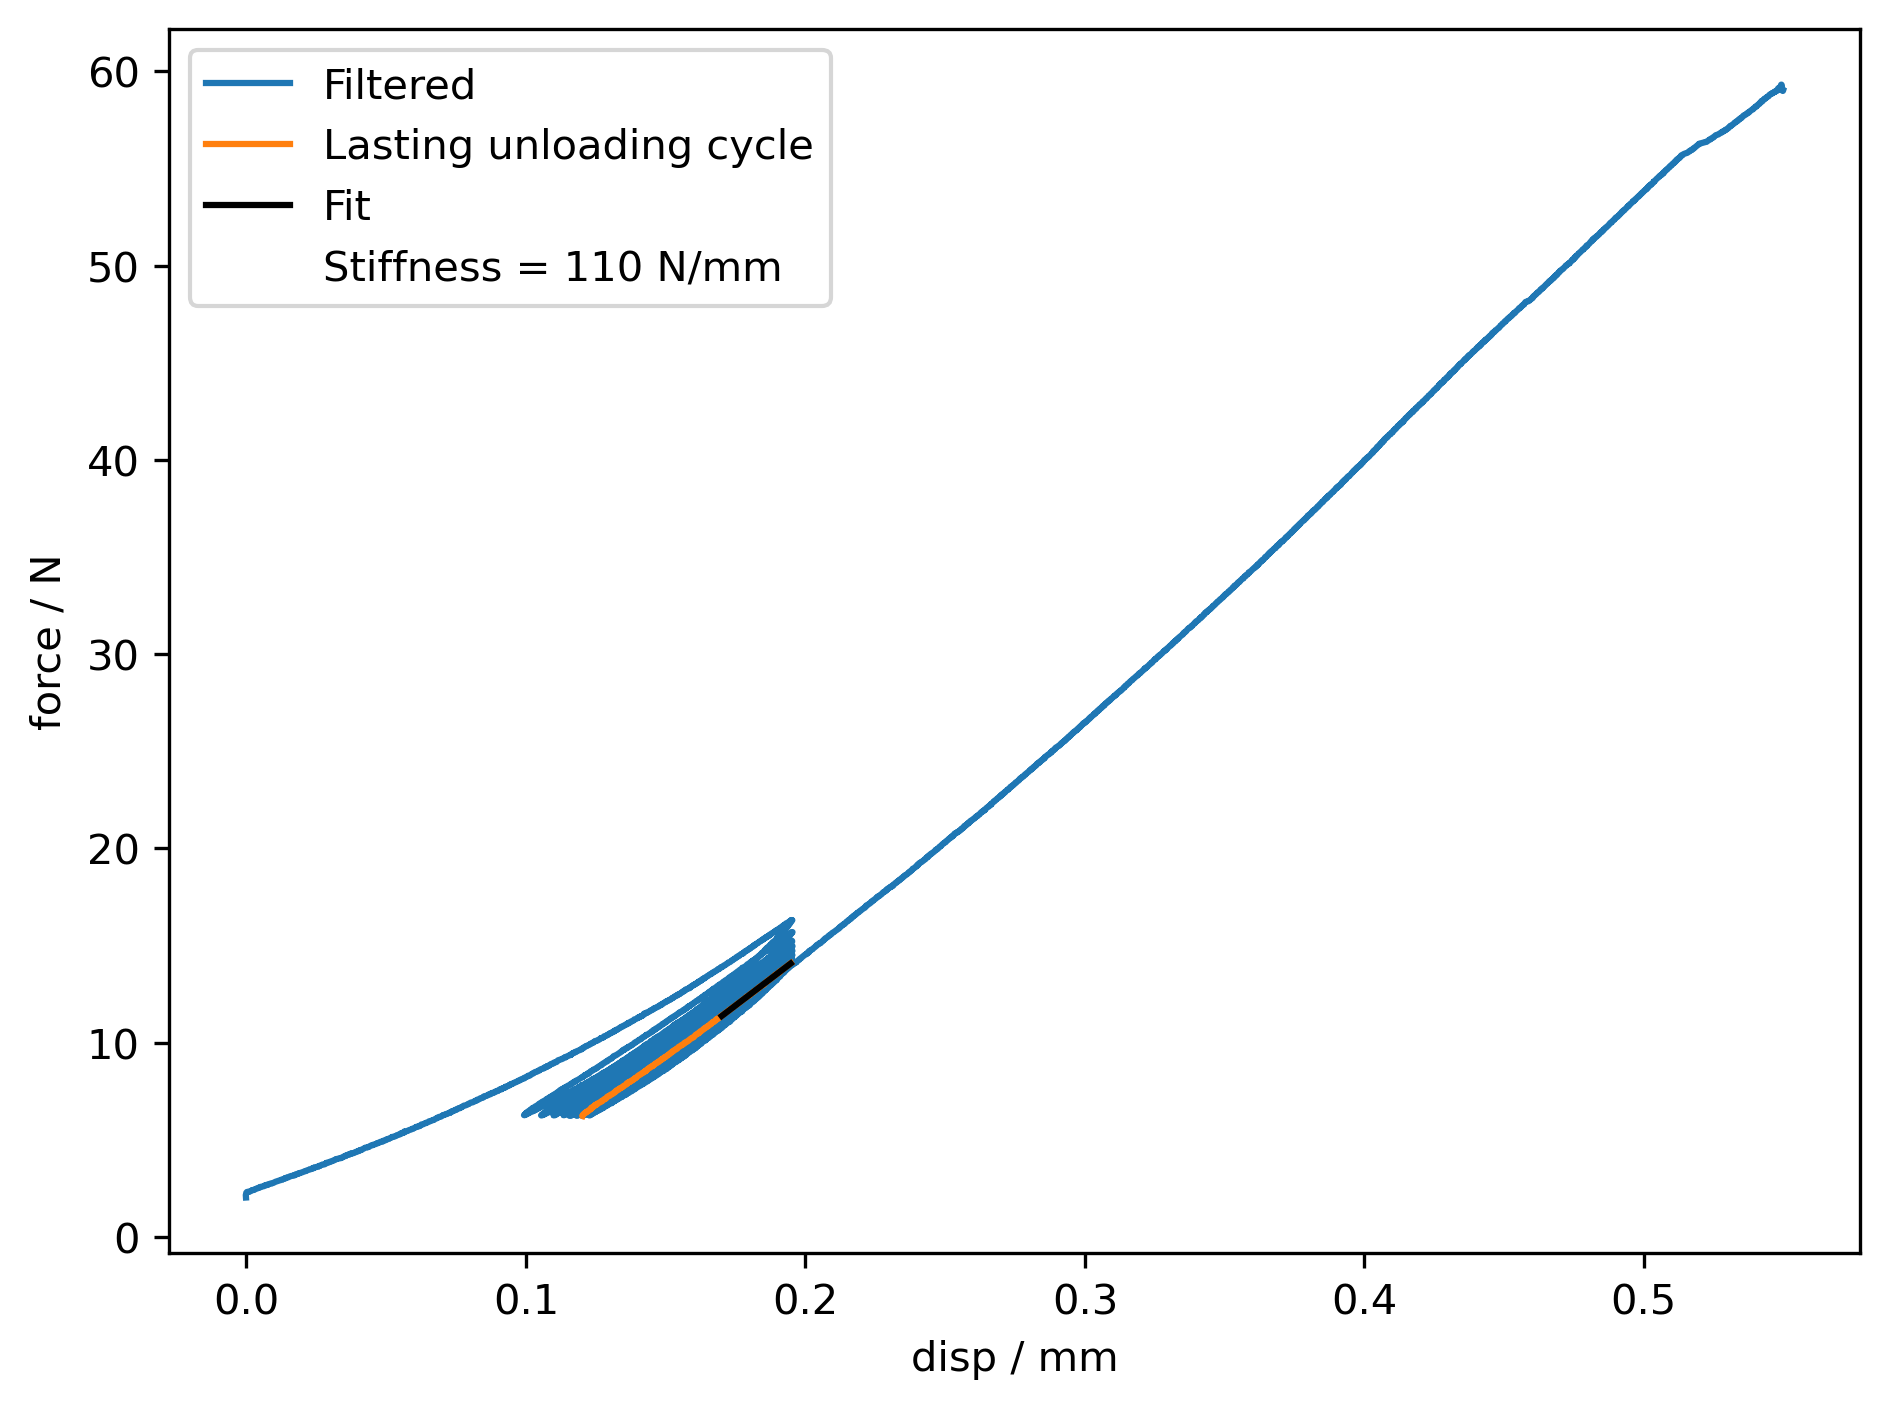 60
50
40
30
20
10
0
force / N
Filtered
Lasting unloading cycle
Fit
Stiffness = 110 N/mm
0.0 0.1 0.2 0.3 0.4 0.5
disp / mm